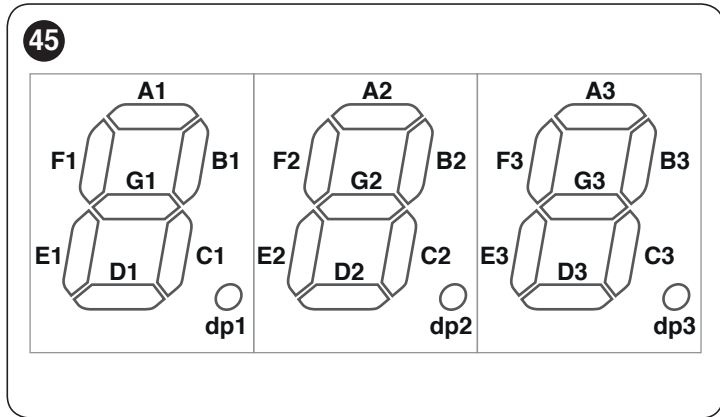 45
A1 A2 A3
F1 B1 F2 B2 F3 B3
G1 G2 G3
E1 C1 E2 C2 E3 C3
D1 D2 D3
dp1 dp2 dp3